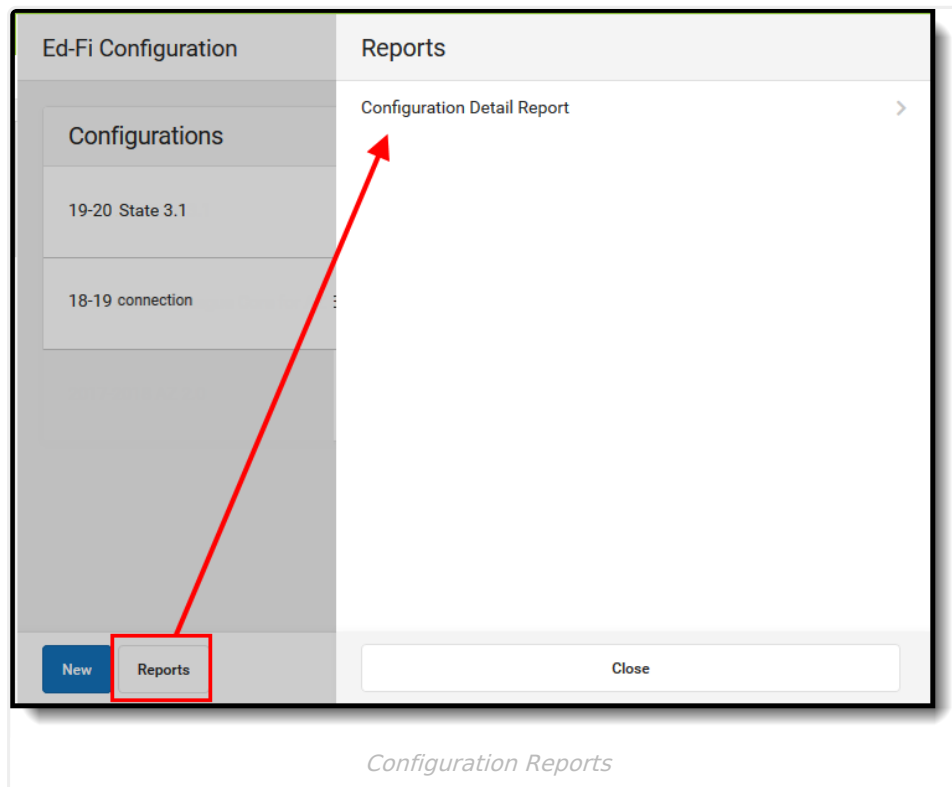 Ed-Fi Configuration
Configurations
19-20 State 3.1
18-19 connection
New
Reports
Reports
Configuration Detail Report
Close
Configuration Reports